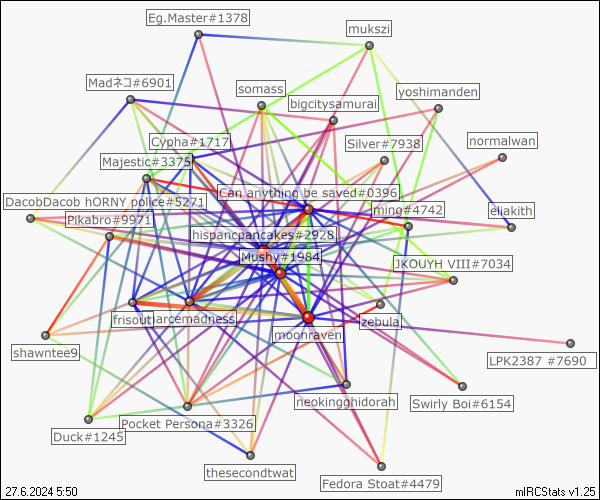 Eg.Master#1378
mukszi
Madネコ#6901
somass
yoshimanden
bigcitysamurai
Cypha#1717
Silver#7938
normalwan
Majestic#3375
Can anything be saved#0396
DacobDacob hORNY police#5271
ming#4742
eliakith
Pikabro#9971
hispancpancakes#2928
Mushy#1984
JKOUYH VIII#7034
frisout
narcemadness
zebula
moonraven
shawntee9
LPK2387 #7690
neokingghidorah
Swirly Boi#6154
Pocket Persona#3326
Duck#1245
thesecondtwat
Fedora Stoat#4479
27.6.2024 5:50
mIRCStats v1.25